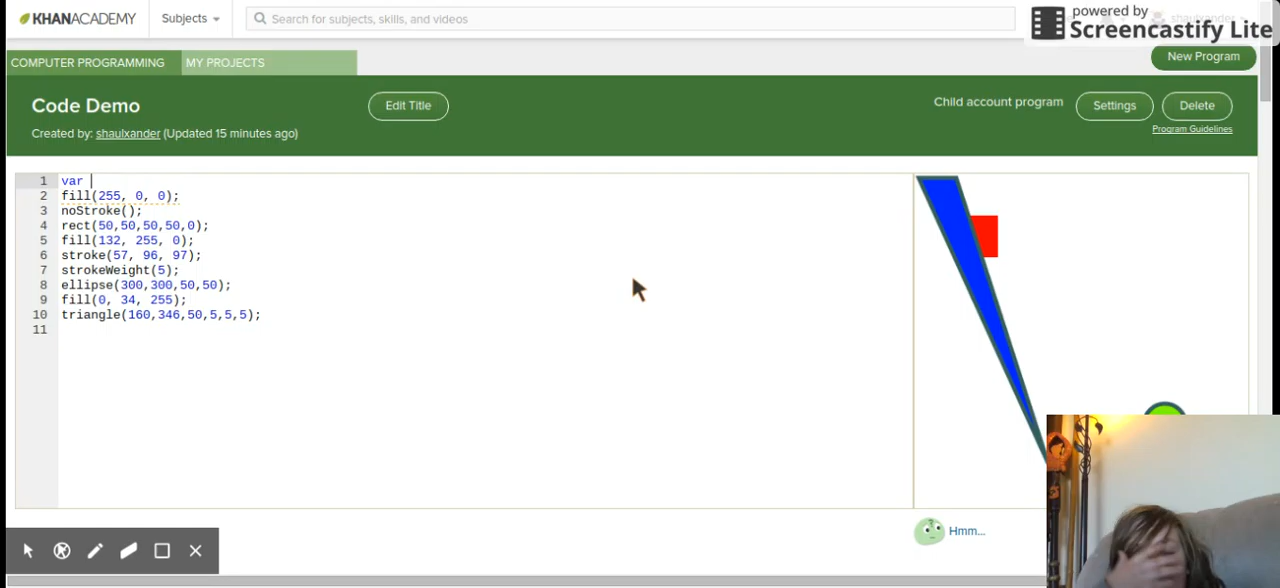 KHANACADEMY Subjects Search for subjects, skills, and videos
powered by
Screencastify Lite
COMPUTER PROGRAMMING MY PROJECTS New Program
Code Demo Edit Title Child account program Settings Delete
Created by: shaulxander (Updated 15 minutes ago) Program Guidelines
1 var
2 fill(255, 0, 0);
3 noStroke();
4 rect(50,50,50,50,0);
5 fill(132, 255, 0);
6 stroke(57, 96, 97);
7 strokeWeight(5);
8 ellipse(300,300,50,50);
9 fill(0, 34, 255);
10 triangle(160,346,50,5,5,5);
11
Hmm...